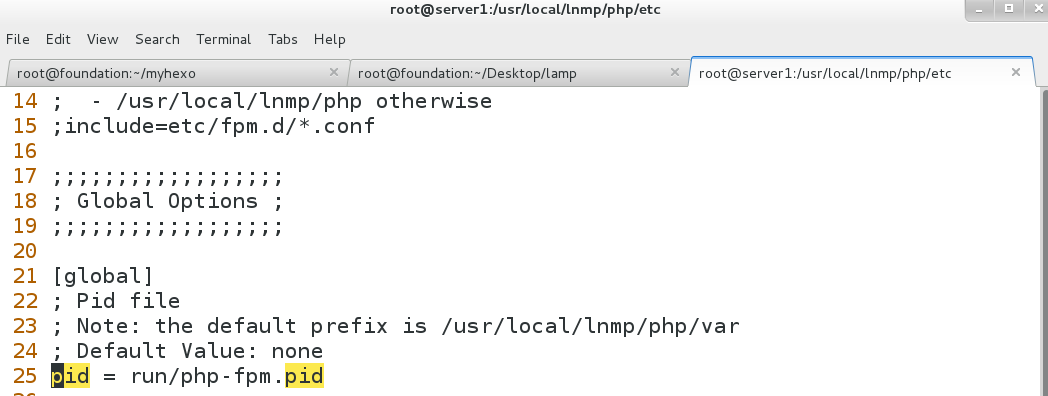 root@server1:/usr/local/lnmp/php/etc
File Edit View Search Terminal Tabs Help
root@foundation:~/myhexo root@foundation:~/Desktop/lamp root@server1:/usr/local/lnmp/php/etc
14 ;  - /usr/local/lnmp/php otherwise
15 ;include=etc/fpm.d/*.conf
16
17 ;;;;;;;;;;;;;;;;;;
18 ; Global Options ;
19 ;;;;;;;;;;;;;;;;;;
20
21 [global]
22 ; Pid file
23 ; Note: the default prefix is /usr/local/lnmp/php/var
24 ; Default Value: none
25 pid = run/php-fpm.pid